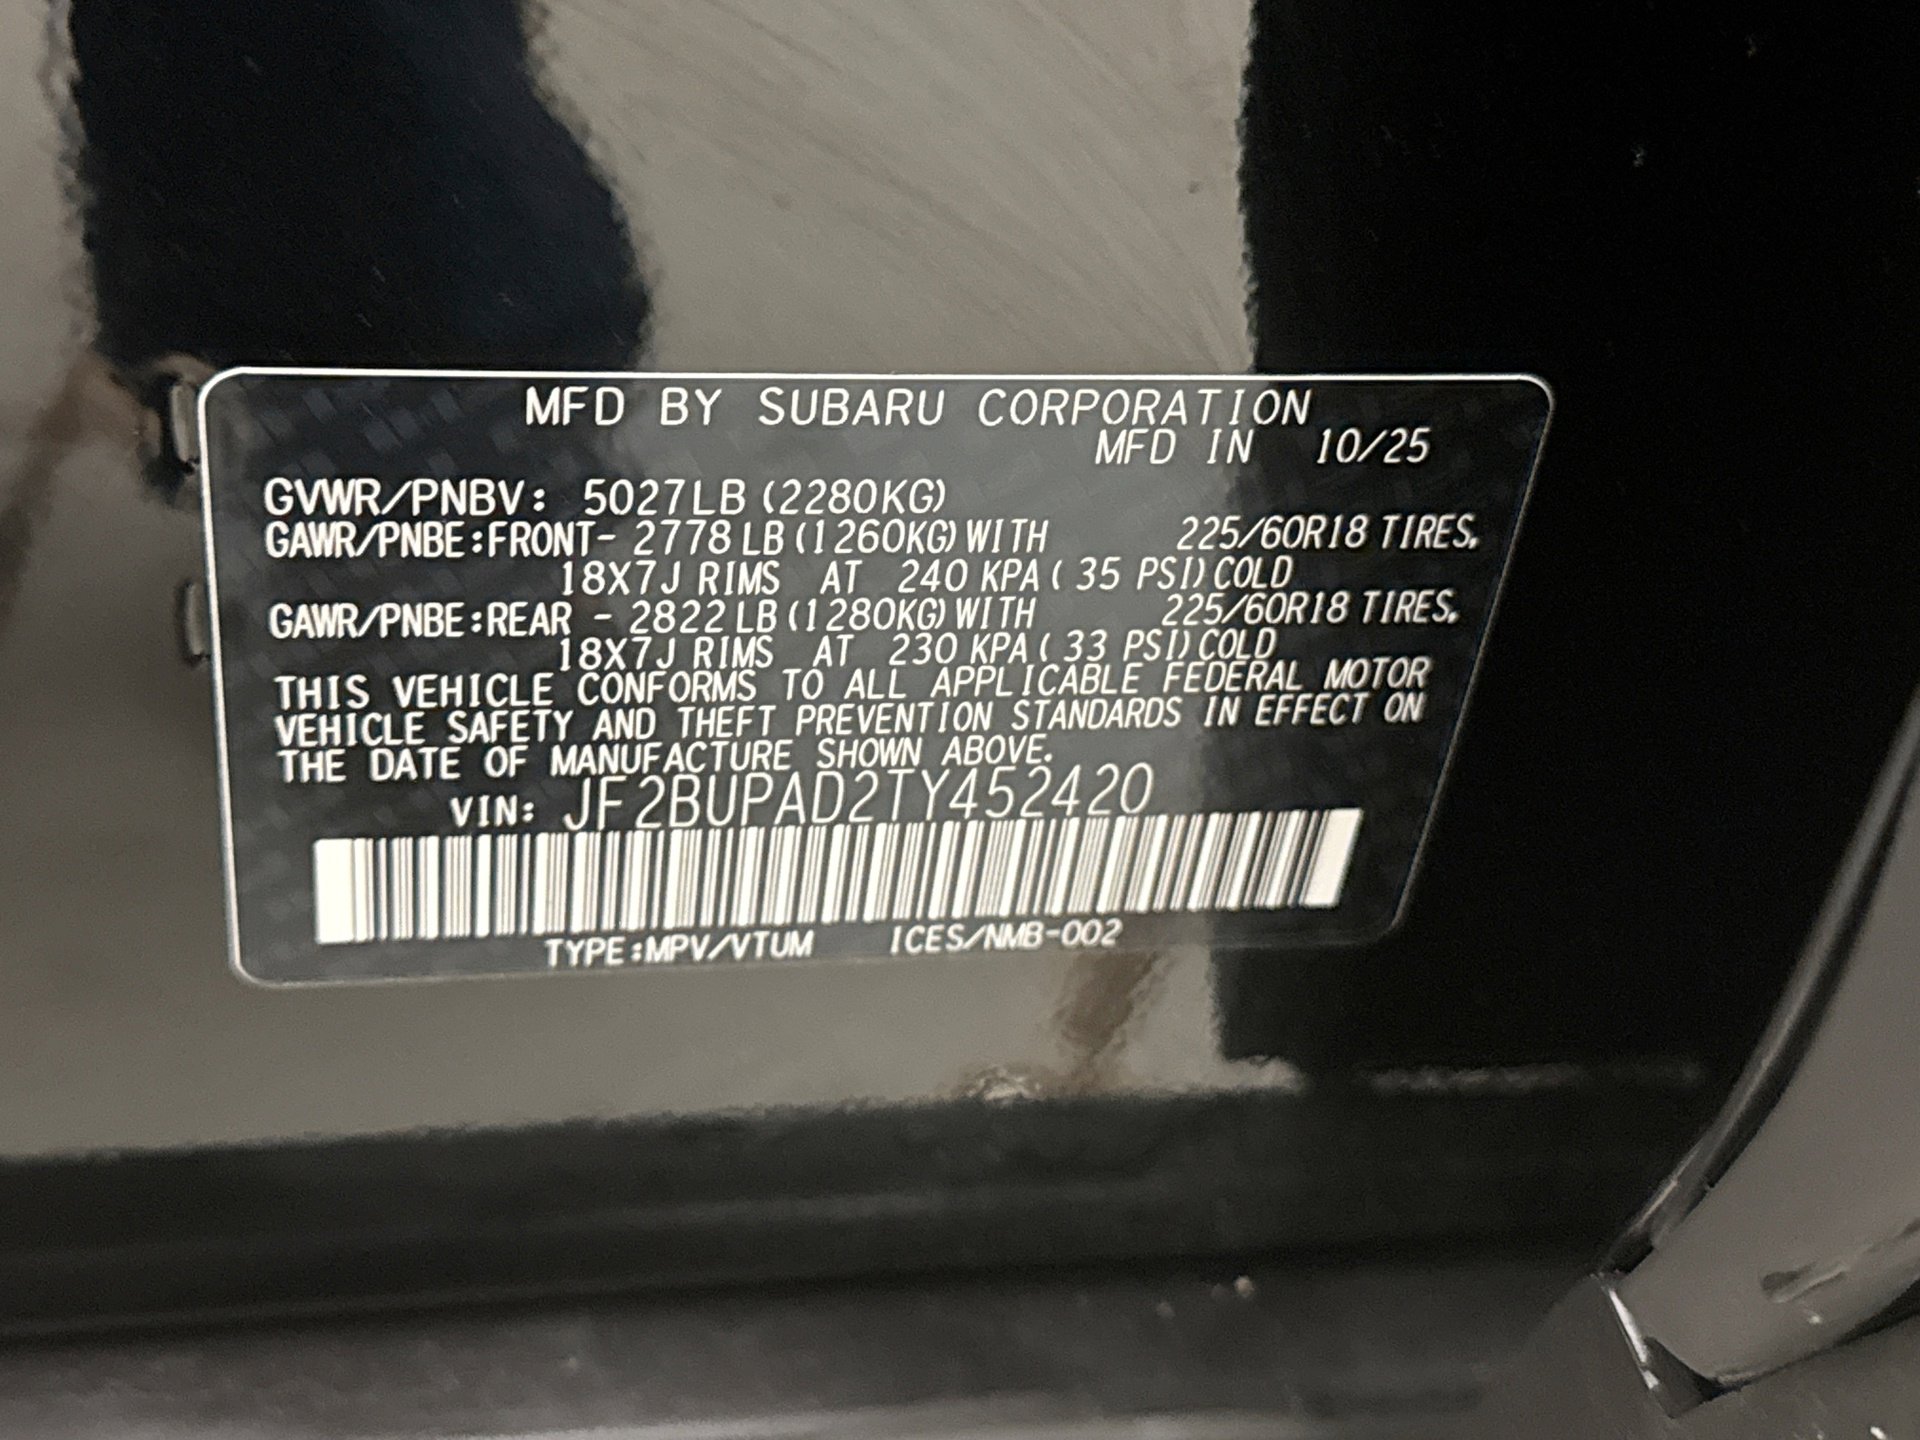 MFD BY SUBARU CORPORATION
MFD IN 10/25
GVWR/PNBV: 5027LB (2280KG)
GAWR/PNBE:FRONT- 2778 LB (1260KG) WITH 225/60R18 TIRES,
18X7J RIMS AT 240 KPA ( 35 PSI) COLD
GAWR/PNBE:REAR - 2822 LB (1280KG) WITH 225/60R18 TIRES,
18X7J RIMS AT 230 KPA ( 33 PSI) COLD
THIS VEHICLE CONFORMS TO ALL APPLICABLE FEDERAL MOTOR
VEHICLE SAFETY AND THEFT PREVENTION STANDARDS IN EFFECT ON
THE DATE OF MANUFACTURE SHOWN ABOVE.
VIN: JF2BUPAD2TY452420
TYPE:MPV/VTUM ICES/NMB-002